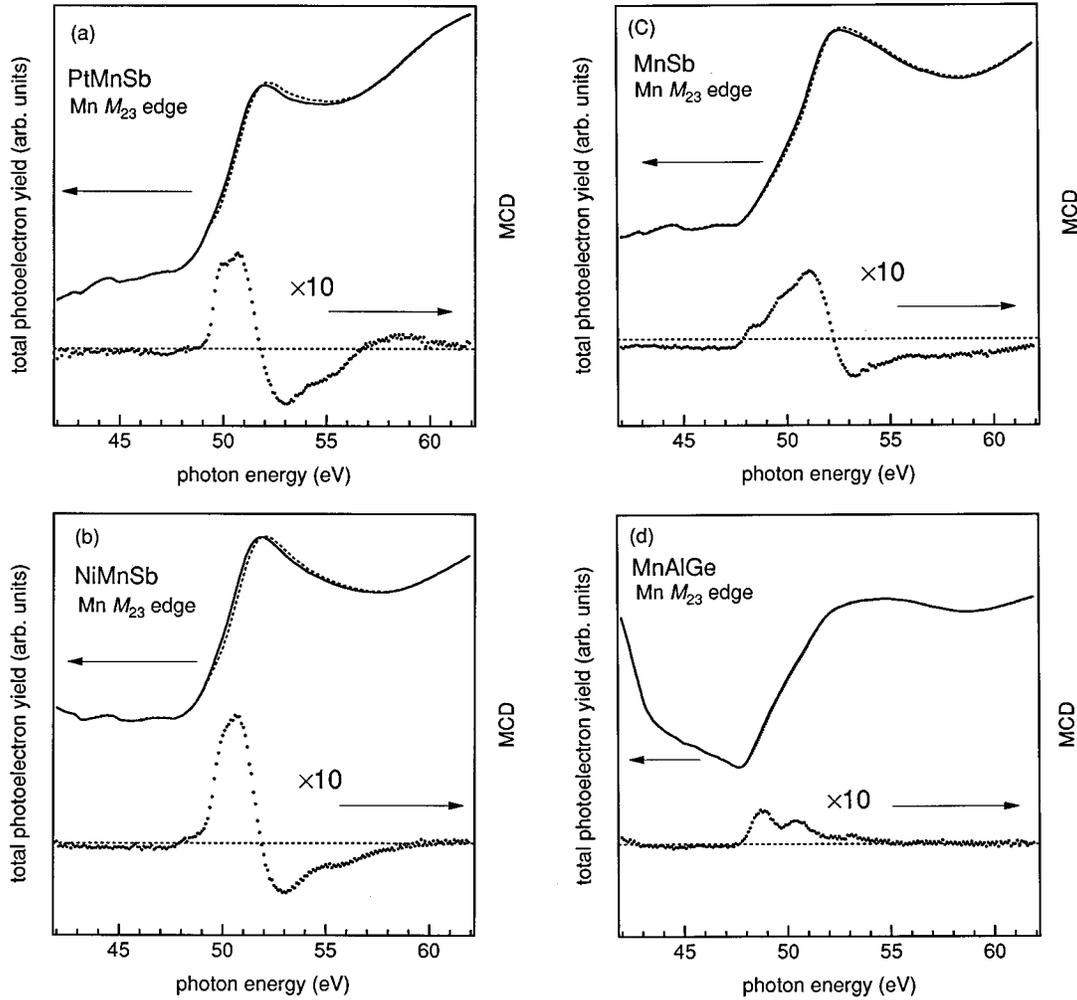 (a)
PtMnSb
Mn M23 edge
×10
total photoelectron yield (arb. units)
MCD
45 50 55 60
photon energy (eV)
(C)
MnSb
Mn M23 edge
×10
total photoelectron yield (arb. units)
MCD
45 50 55 60
photon energy (eV)
(b)
NiMnSb
Mn M23 edge
×10
total photoelectron yield (arb. units)
MCD
45 50 55 60
photon energy (eV)
(d)
MnAlGe
Mn M23 edge
×10
total photoelectron yield (arb. units)
MCD
45 50 55 60
photon energy (eV)